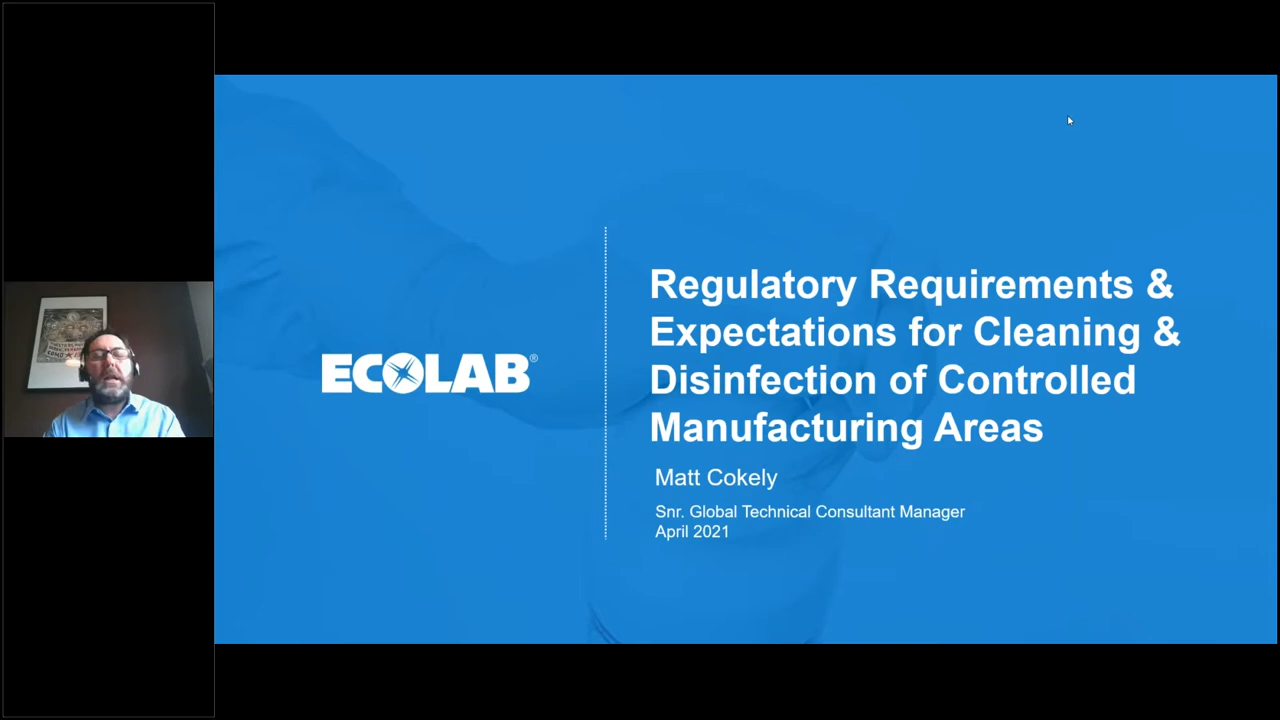 ECOLAB®
Regulatory Requirements &
Expectations for Cleaning &
Disinfection of Controlled
Manufacturing Areas
Matt Cokely
Snr. Global Technical Consultant Manager
April 2021